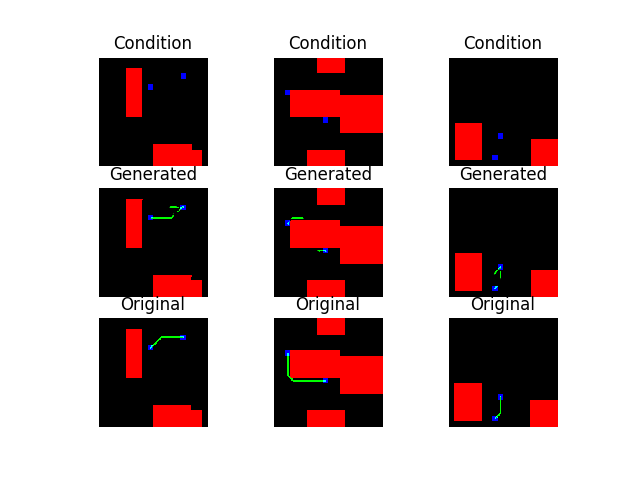 Condition Condition Condition
Generated Generated Generated
Original Original Original